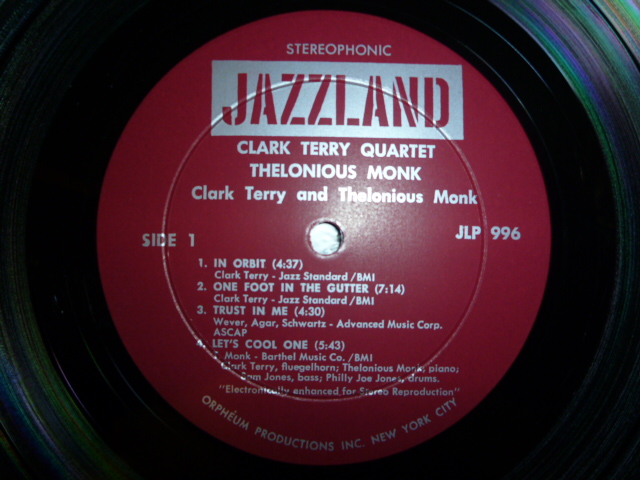 STEREOPHONIC
JAZZLAND
CLARK TERRY QUARTET
THELONIOUS MONK
Clark Terry and Thelonious Monk
SIDE 1
JLP 996
1. IN ORBIT (4:37)
Clark Terry - Jazz Standard /BMI
2. ONE FOOT IN THE GUTTER (7:14)
Clark Terry - Jazz Standard /BMI
3. TRUST IN ME (4:30)
Wever, Agar, Schwartz - Advanced Music Corp.
ASCAP
4. LET'S COOL ONE (5:43)
T. Monk - Barthel Music Co. /BMI
Clark Terry, fluegelhorn; Thelonious Monk, piano;
Sam Jones, bass; Philly Joe Jones, drums.
"Electronically enhanced for Stereo Reproduction"
ORPHEUM PRODUCTIONS INC. NEW YORK CITY